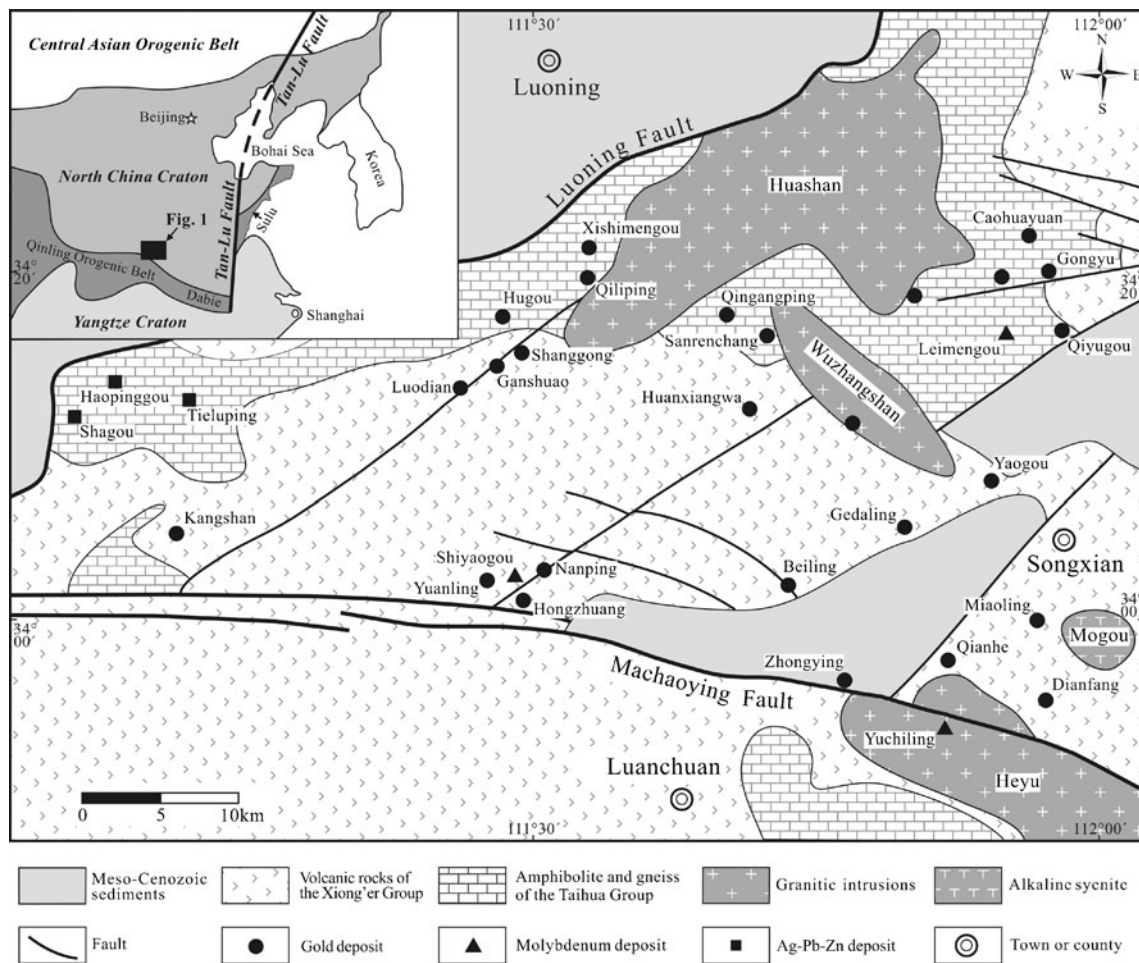 111°30′
112°00′
Central Asian Orogenic Belt
Tan-Lu Fault
Beijing
Bohai Sea
Korea
North China Craton
Fig. 1
Tan-Lu Fault
Sulu
Qinling Orogenic Belt
Dabie
Yangtze Craton
Shanghai
34°
20′
N
W
E
S
Luoning
Luoning Fault
Huashan
Xishimengou
Caohuayuan
Gongyu
34°
20′
Qiliping
Hugou
Qingangping
Sanrenchang
Leimengou
Qiyugou
Shanggong
Ganshuao
Wuzhangshan
Luodian
Huanxiangwa
Haopinggou
Tieluping
Shagou
Yaogou
Kangshan
Gedaling
Songxian
Shiyaogou
Nanping
Beiling
Yuanling
Hongzhuang
Miaoling
34°
00′
34°
00′
Mogou
Qianhe
Zhongying
Machaoying Fault
Dianfang
Yuchiling
Luanchuan
Heyu
0
5
10km
111°30′
112°00′
Meso-Cenozoic
sediments
Volcanic rocks of
the Xiong'er Group
Amphibolite and gneiss
of the Taihua Group
Granitic intrusions
Alkaline syenite
Fault
Gold deposit
Molybdenum deposit
Ag-Pb-Zn deposit
Town or county